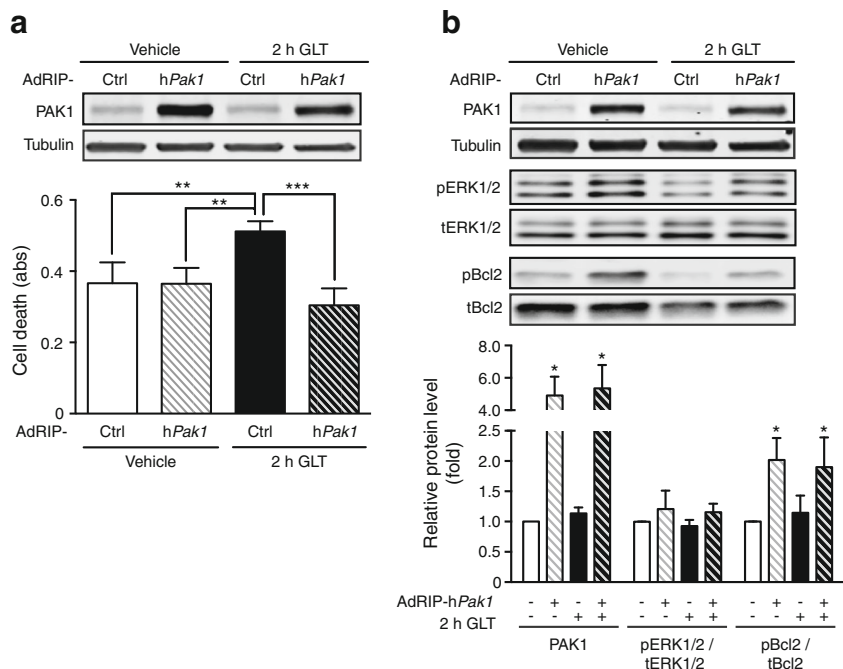 a
Vehicle 2 h GLT
AdRIP- Ctrl hPak1 Ctrl hPak1
PAK1
Tubulin
Cell death (abs)
0.6
0.4
0.2
0
** ** ***
AdRIP- Ctrl hPak1 Ctrl hPak1
Vehicle 2 h GLT
b
Vehicle 2 h GLT
AdRIP- Ctrl hPak1 Ctrl hPak1
PAK1
Tubulin
pERK1/2
tERK1/2
pBcl2
tBcl2
Relative protein level
(fold)
8.0
6.0
4.0
2.5
2.0
1.5
1.0
0.5
0
* * * *
AdRIP-hPak1 - + - + - + - + - + - +
2 h GLT - - + + - - + + - - + +
PAK1 pERK1/2 / pBcl2 /
tERK1/2 tBcl2